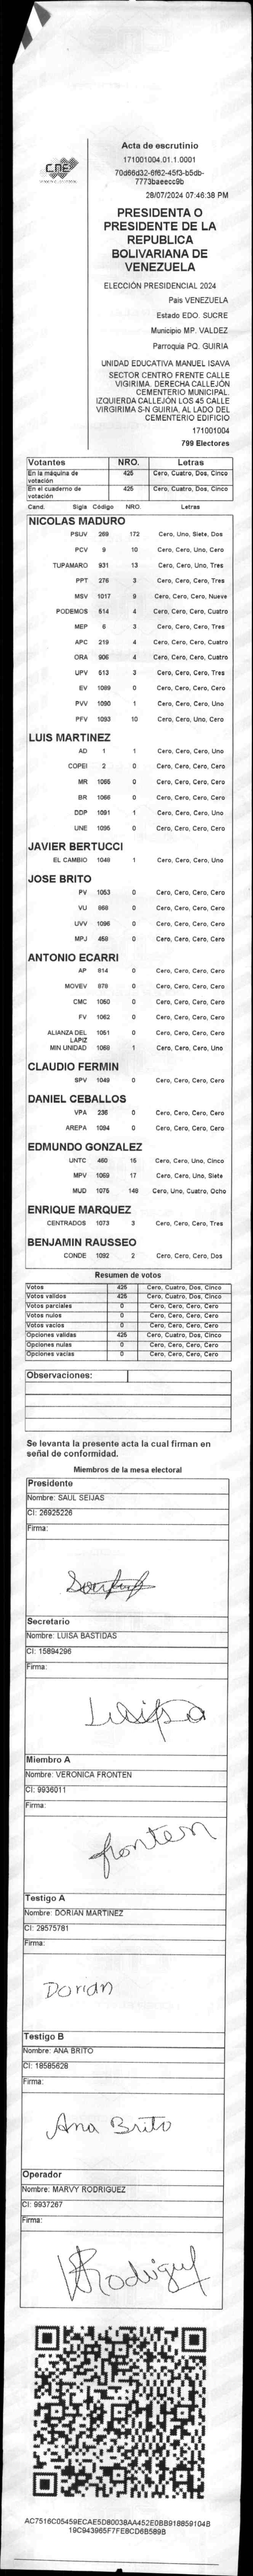 CNE
Acta de escrutinio
171001004.01.1.0001
70d66d32-6f62-45f3-b5db-
7773baeecc9b
28/07/2024 07:46:38 PM
PRESIDENTA O
PRESIDENTE DE LA
REPUBLICA
BOLIVARIANA DE
VENEZUELA
ELECCIÓN PRESIDENCIAL 2024
País VENEZUELA
Estado EDO. SUCRE
Municipio MP. VALDEZ
Parroquia PQ. GUIRIA
UNIDAD EDUCATIVA MANUEL ISAVA
SECTOR CENTRO FRENTE CALLE
VIGIRIMA. DERECHA CALLEJÓN
CEMENTERIO MUNICIPAL.
IZQUIERDA CALLEJÓN LOS 45 CALLE
VIRGIRIMA S-N GUIRIA, AL LADO DEL
CEMENTERIO EDIFICIO
171001004
799 Electores
Votantes NRO. Letras
En la máquina de votación 425 Cero, Cuatro, Dos, Cinco
En el cuaderno de votación 425 Cero, Cuatro, Dos, Cinco
Cand. Sigla Código NRO. Letras
NICOLAS MADURO
PSUV 269 172 Cero, Uno, Siete, Dos
PCV 9 10 Cero, Cero, Uno, Cero
TUPAMARO 931 13 Cero, Cero, Uno, Tres
PPT 276 3 Cero, Cero, Cero, Tres
MSV 1017 9 Cero, Cero, Cero, Nueve
PODEMOS 514 4 Cero, Cero, Cero, Cuatro
MEP 6 3 Cero, Cero, Cero, Tres
APC 219 4 Cero, Cero, Cero, Cuatro
ORA 906 4 Cero, Cero, Cero, Cuatro
UPV 513 3 Cero, Cero, Cero, Tres
EV 1089 0 Cero, Cero, Cero, Cero
PVV 1090 1 Cero, Cero, Cero, Uno
PFV 1093 10 Cero, Cero, Uno, Cero
LUIS MARTINEZ
AD 1 1 Cero, Cero, Cero, Uno
COPEI 2 0 Cero, Cero, Cero, Cero
MR 1065 0 Cero, Cero, Cero, Cero
BR 1066 0 Cero, Cero, Cero, Cero
DDP 1091 1 Cero, Cero, Cero, Uno
UNE 1095 0 Cero, Cero, Cero, Cero
JAVIER BERTUCCI
EL CAMBIO 1048 1 Cero, Cero, Cero, Uno
JOSE BRITO
PV 1053 0 Cero, Cero, Cero, Cero
VU 868 0 Cero, Cero, Cero, Cero
UVV 1096 0 Cero, Cero, Cero, Cero
MPJ 458 0 Cero, Cero, Cero, Cero
ANTONIO ECARRI
AP 814 0 Cero, Cero, Cero, Cero
MOVEV 879 0 Cero, Cero, Cero, Cero
CMC 1050 0 Cero, Cero, Cero, Cero
FV 1062 0 Cero, Cero, Cero, Cero
ALIANZA DEL LAPIZ 1051 0 Cero, Cero, Cero, Cero
MIN UNIDAD 1068 1 Cero, Cero, Cero, Uno
CLAUDIO FERMIN
SPV 1049 0 Cero, Cero, Cero, Cero
DANIEL CEBALLOS
VPA 236 0 Cero, Cero, Cero, Cero
AREPA 1094 0 Cero, Cero, Cero, Cero
EDMUNDO GONZALEZ
UNTC 460 15 Cero, Cero, Uno, Cinco
MPV 1069 17 Cero, Cero, Uno, Siete
MUD 1075 148 Cero, Uno, Cuatro, Ocho
ENRIQUE MARQUEZ
CENTRADOS 1073 3 Cero, Cero, Cero, Tres
BENJAMIN RAUSSEO
CONDE 1092 2 Cero, Cero, Cero, Dos
Resumen de votos
Votos 425 Cero, Cuatro, Dos, Cinco
Votos validos 425 Cero, Cuatro, Dos, Cinco
Votos parciales 0 Cero, Cero, Cero, Cero
Votos nulos 0 Cero, Cero, Cero, Cero
Votos vacios 0 Cero, Cero, Cero, Cero
Opciones validas 425 Cero, Cuatro, Dos, Cinco
Opciones nulas 0 Cero, Cero, Cero, Cero
Opciones vacias 0 Cero, Cero, Cero, Cero
Observaciones:
Se levanta la presente acta la cual firman en
señal de conformidad.
Miembros de la mesa electoral
Presidente
Nombre: SAUL SEIJAS
CI: 26925226
Firma:
Secretario
Nombre: LUISA BASTIDAS
CI: 15894296
Firma:
Luisa
Miembro A
Nombre: VERONICA FRONTEN
CI: 9936011
Firma:
fronten
Testigo A
Nombre: DORIAN MARTINEZ
CI: 29575781
Firma:
Dorian
Testigo B
Nombre: ANA BRITO
CI: 18585628
Firma:
Ana Brito
Operador
Nombre: MARVY RODRIGUEZ
CI: 9937267
Firma:
AC7516C05459ECAE5D80038AA452E0BB918859104B
19C943965F7FE8CD6B589B